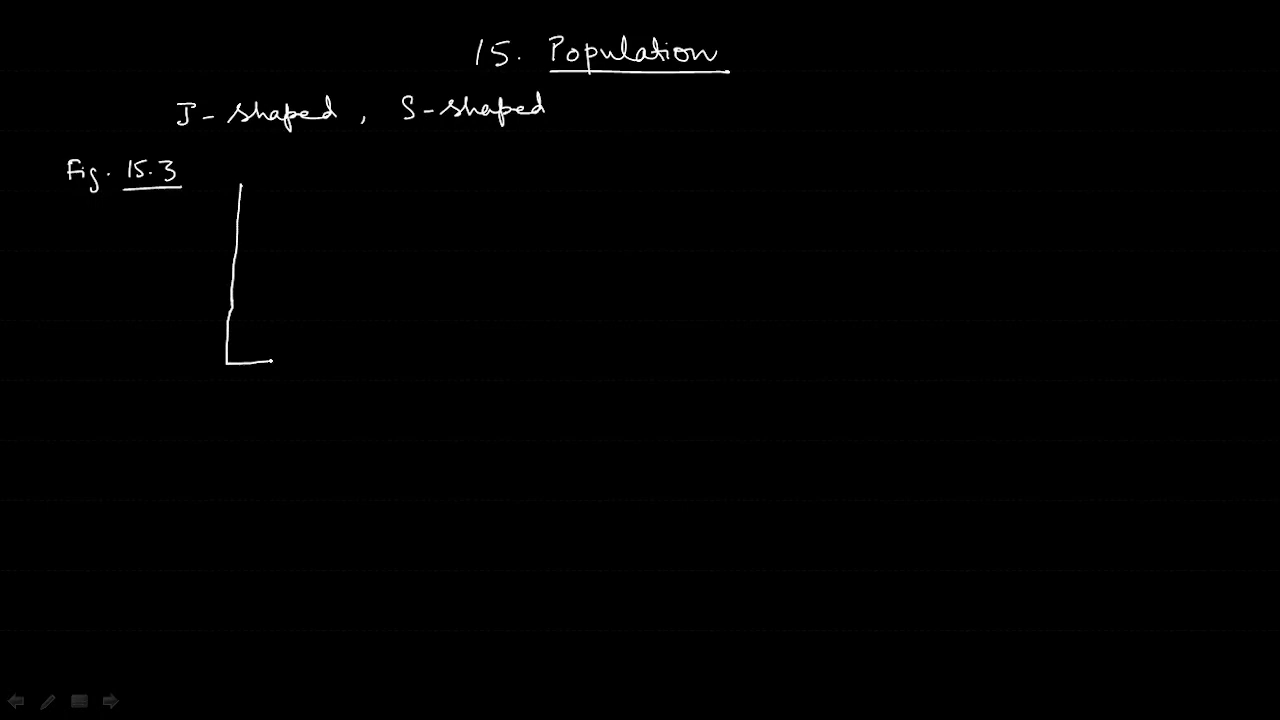 15. Population
J- shaped , S-shaped
Fig. 15.3